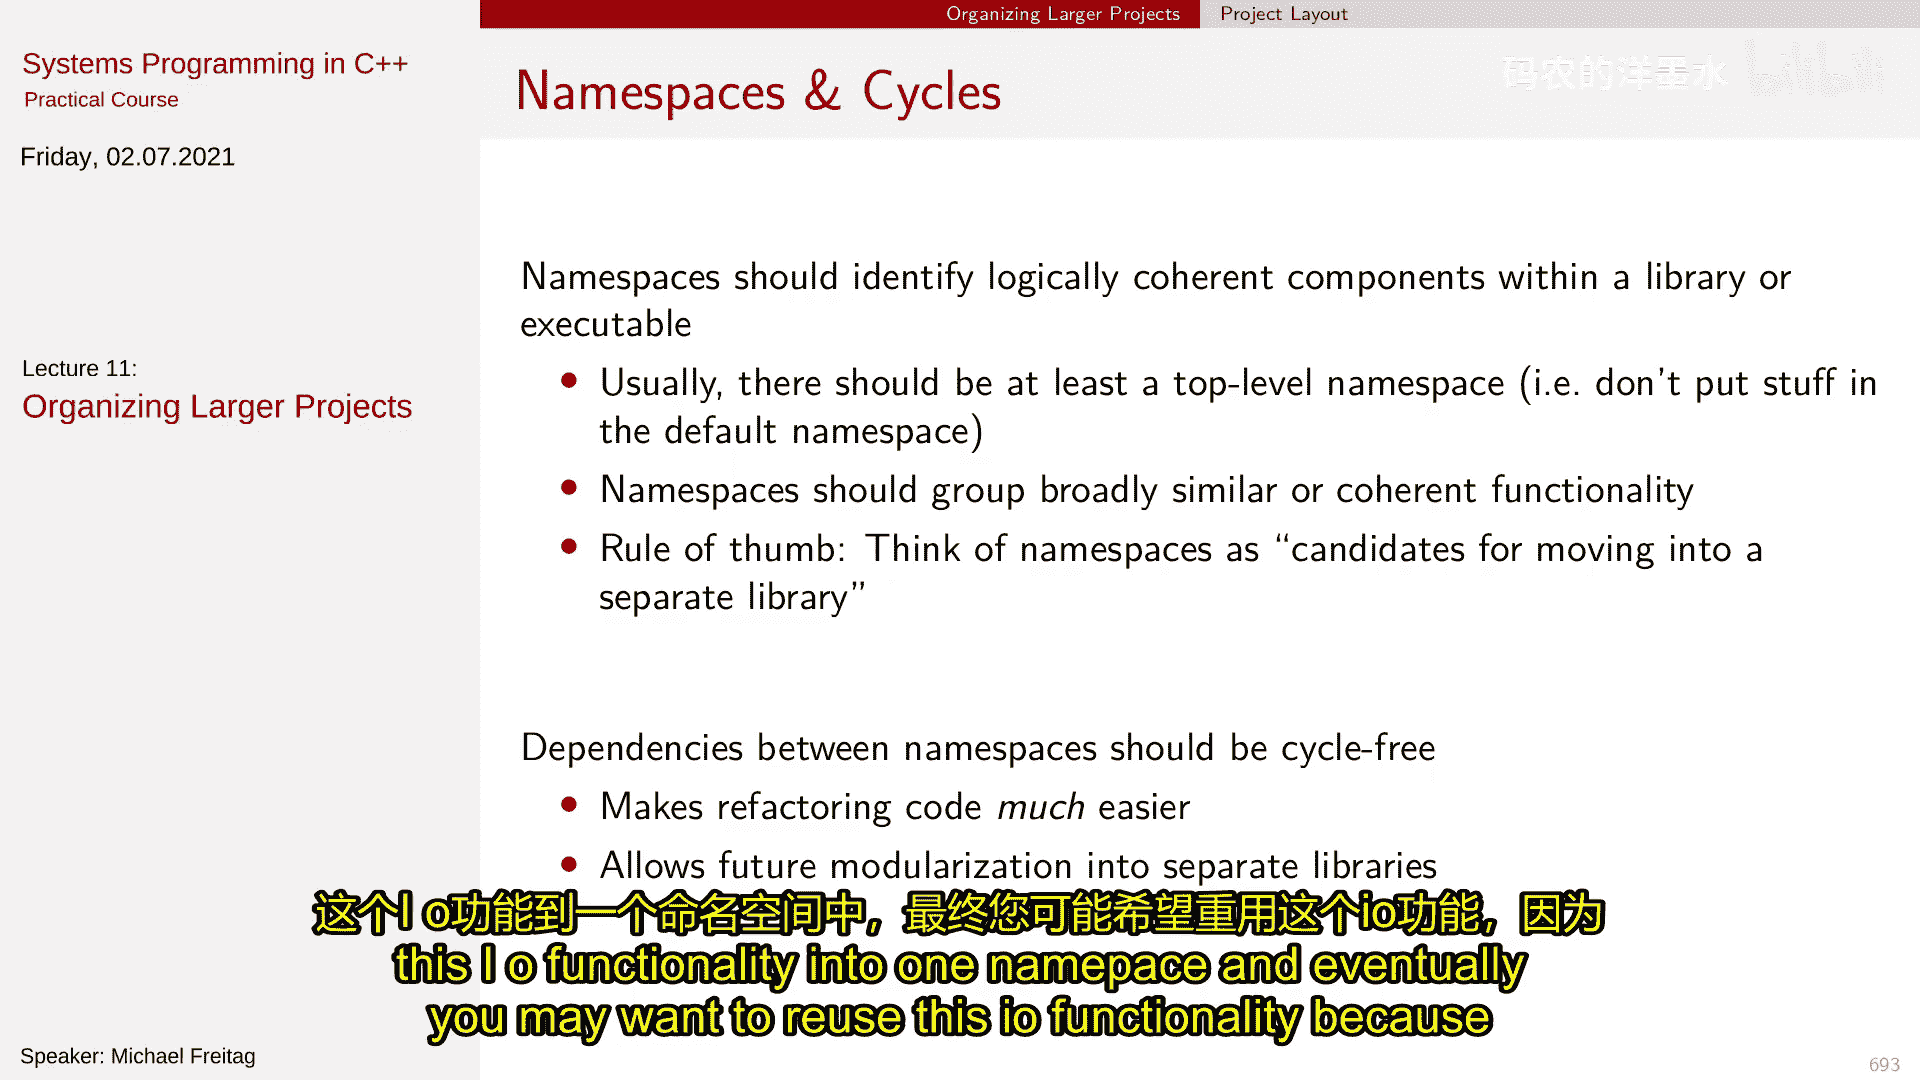 Organizing Larger Projects
Project Layout
Systems Programming in C++
Practical Course
Friday, 02.07.2021
Lecture 11:
Organizing Larger Projects
Speaker: Michael Freitag
Namespaces & Cycles
码农的洋墨水
bilibili
Namespaces should identify logically coherent components within a library or
executable
• Usually, there should be at least a top-level namespace (i.e. don't put stuff in
the default namespace)
• Namespaces should group broadly similar or coherent functionality
• Rule of thumb: Think of namespaces as “candidates for moving into a
separate library”
Dependencies between namespaces should be cycle-free
• Makes refactoring code much easier
• Allows future modularization into separate libraries
这个I o功能到一个命名空间中，最终您可能希望重用这个io功能，因为
this I o functionality into one namepace and eventually
you may want to reuse this io functionality because
693